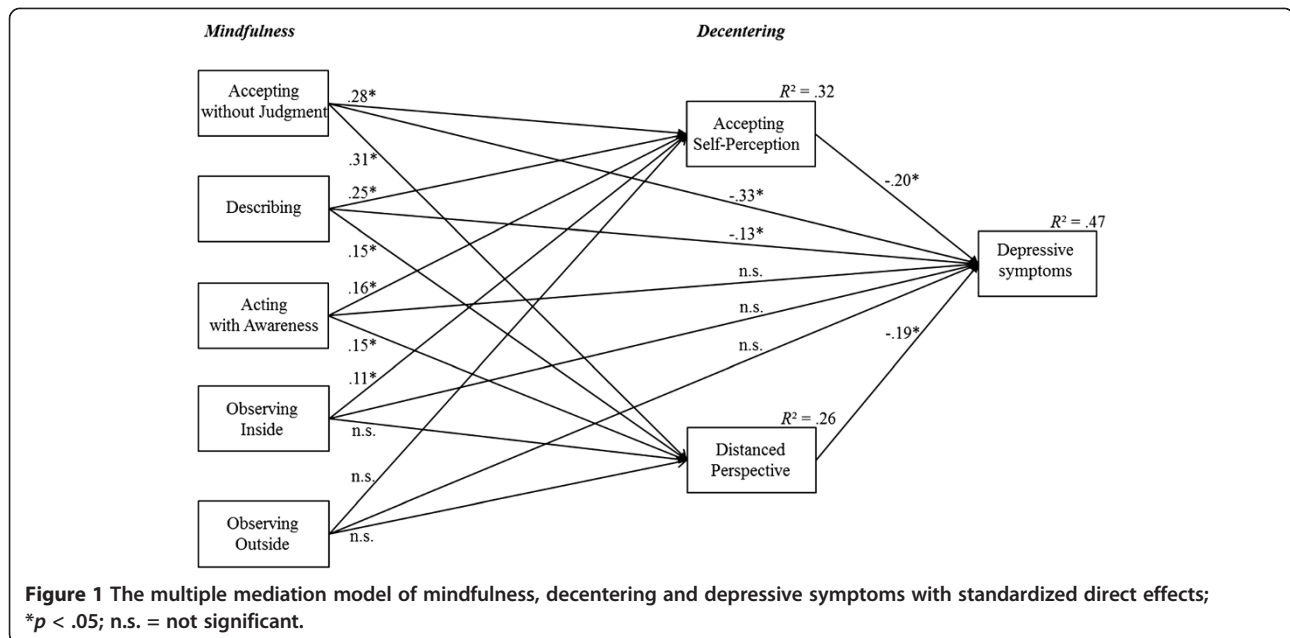 Mindfulness
Decentering
Accepting
without Judgment
.28*
.31*
Describing
.25*
.15*
Acting
with Awareness
.16*
.15*
Observing
Inside
.11*
n.s.
Observing
Outside
n.s.
n.s.
R² = .32
Accepting
Self-Perception
-.33*
-.13*
n.s.
n.s.
n.s.
R² = .26
Distanced
Perspective
-.20*
-.19*
R² = .47
Depressive
symptoms
Figure 1 The multiple mediation model of mindfulness, decentering and depressive symptoms with standardized direct effects;
*p < .05; n.s. = not significant.